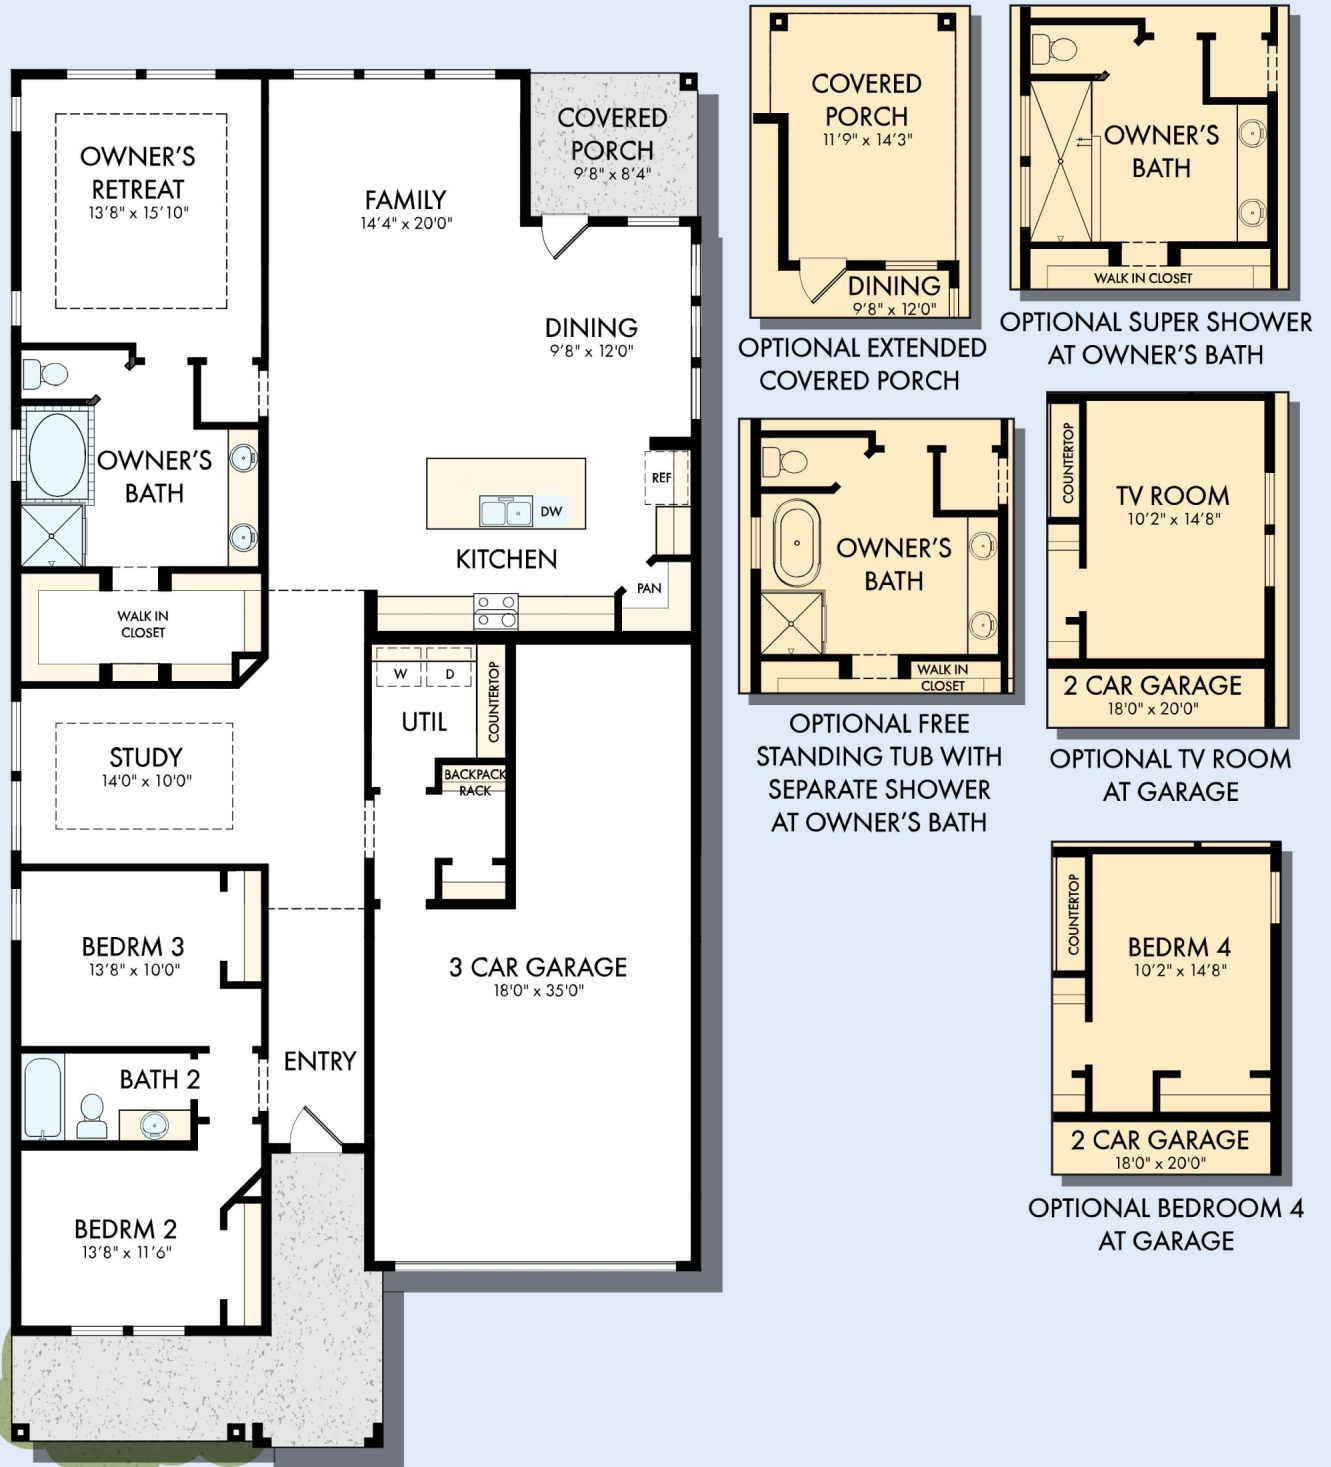 OWNER'S
RETREAT
13'8" x 15'10"
FAMILY
14'4" x 20'0"
COVERED
PORCH
9'8" x 8'4"
DINING
9'8" x 12'0"
OWNER'S
BATH
REF
DW
KITCHEN
PAN
WALK IN
CLOSET
W
D
COUNTERTOP
UTIL
STUDY
14'0" x 10'0"
BACKPACK
RACK
BEDRM 3
13'8" x 10'0"
3 CAR GARAGE
18'0" x 35'0"
ENTRY
BATH 2
BEDRM 2
13'8" x 11'6"
COVERED
PORCH
11'9" x 14'3"
DINING
9'8" x 12'0"
OPTIONAL EXTENDED
COVERED PORCH
OWNER'S
BATH
WALK IN CLOSET
OPTIONAL SUPER SHOWER
AT OWNER'S BATH
OWNER'S
BATH
WALK IN
CLOSET
OPTIONAL FREE
STANDING TUB WITH
SEPARATE SHOWER
AT OWNER'S BATH
COUNTERTOP
TV ROOM
10'2" x 14'8"
2 CAR GARAGE
18'0" x 20'0"
OPTIONAL TV ROOM
AT GARAGE
COUNTERTOP
BEDRM 4
10'2" x 14'8"
2 CAR GARAGE
18'0" x 20'0"
OPTIONAL BEDROOM 4
AT GARAGE